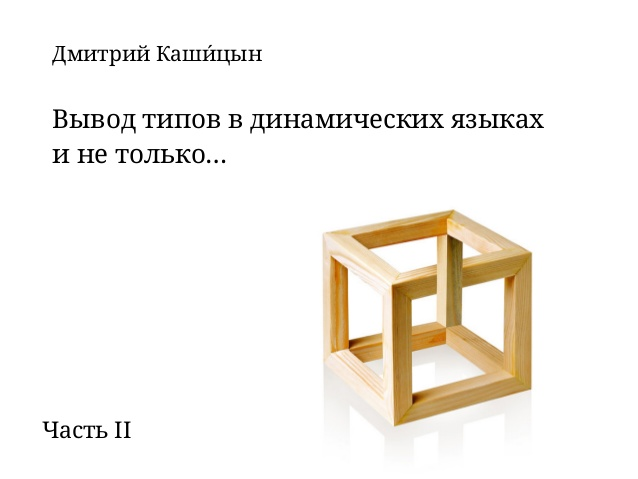 Дмитрий Каши́цын
Вывод типов в динамических языках
и не только...
Часть II